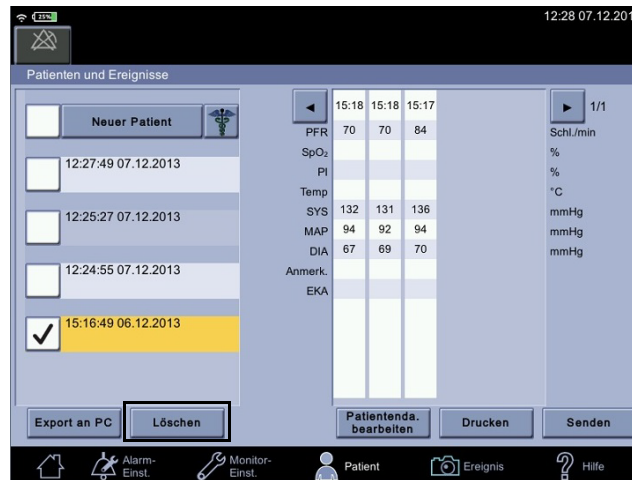 25%
12:28 07.12.201
Patienten und Ereignisse
Neuer Patient
12:27:49 07.12.2013
12:25:27 07.12.2013
12:24:55 07.12.2013
15:16:49 06.12.2013
◄ 15:18 15:18 15:17 ► 1/1
PFR 70 70 84 Schl./min
SpO₂ %
PI %
Temp °C
SYS 132 131 136 mmHg
MAP 94 92 94 mmHg
DIA 67 69 70 mmHg
Anmerk.
EKA
Export an PC
Löschen
Patientenda.
bearbeiten
Drucken
Senden
Alarm-
Einst.
Monitor-
Einst.
Patient
Ereignis
Hilfe